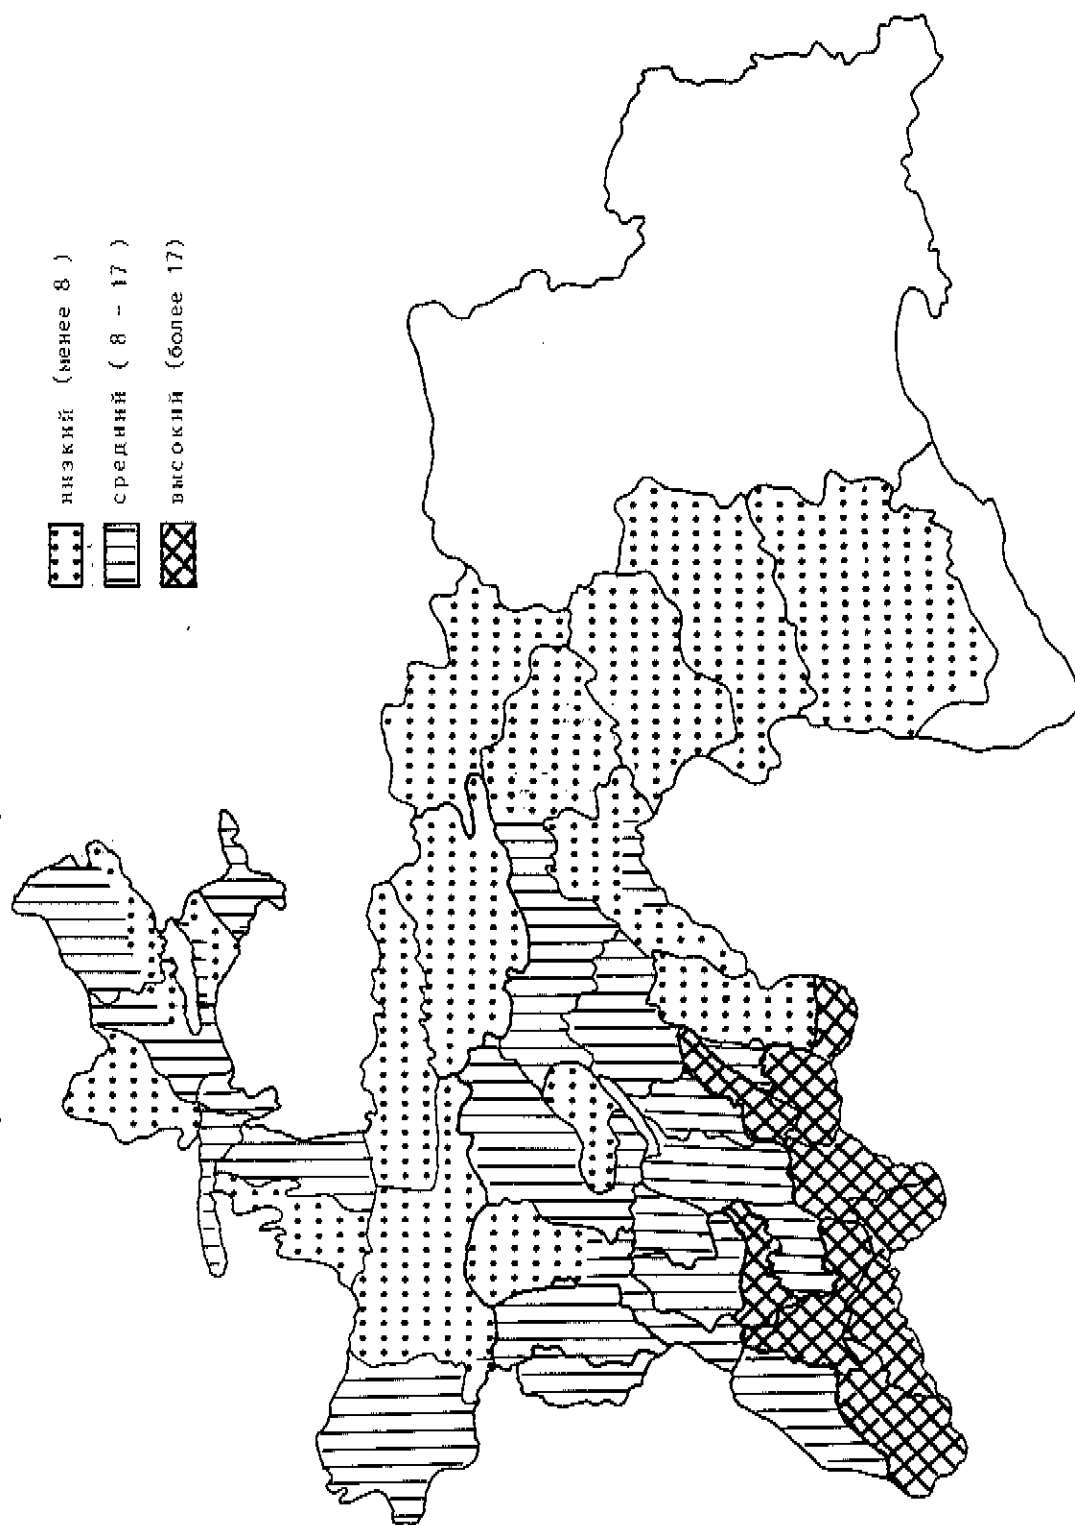 низкий (менее 8 )
средний ( 8 - 17 )
высокий (более 17)